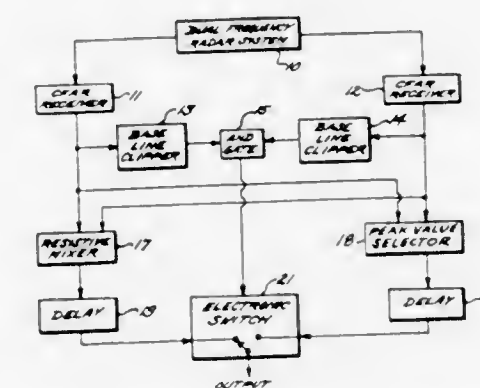 DUAL FREQUENCY
RADAR SYSTEM
10
CFAR
RECEIVER
11
12
CFAR
RECEIVER
13
15
14
BASE
LINE
CLIPPER
AND
GATE
BASE
LINE
CLIPPER
RESISTIVE
MIXER
17
18
PEAK VALUE
SELECTOR
21
DELAY
19
ELECTRONIC
SWITCH
DELAY
OUTPUT